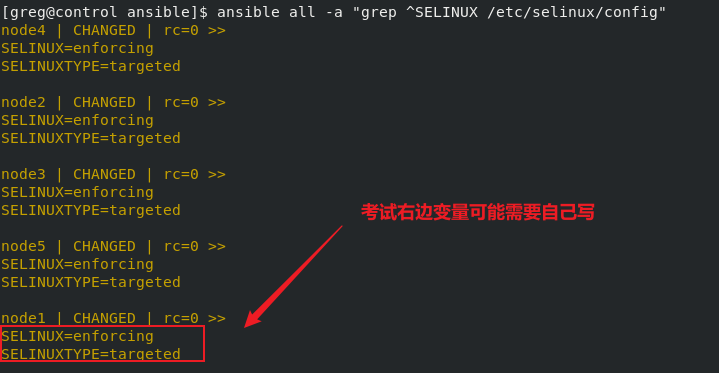 [greg@control ansible]$ ansible all -a "grep ^SELINUX /etc/selinux/config"
node4 | CHANGED | rc=0 >>
SELINUX=enforcing
SELINUXTYPE=targeted
node2 | CHANGED | rc=0 >>
SELINUX=enforcing
SELINUXTYPE=targeted
node3 | CHANGED | rc=0 >>
SELINUX=enforcing
SELINUXTYPE=targeted
考试右边变量可能需要自己写
node5 | CHANGED | rc=0 >>
SELINUX=enforcing
SELINUXTYPE=targeted
node1 | CHANGED | rc=0 >>
SELINUX=enforcing
SELINUXTYPE=targeted